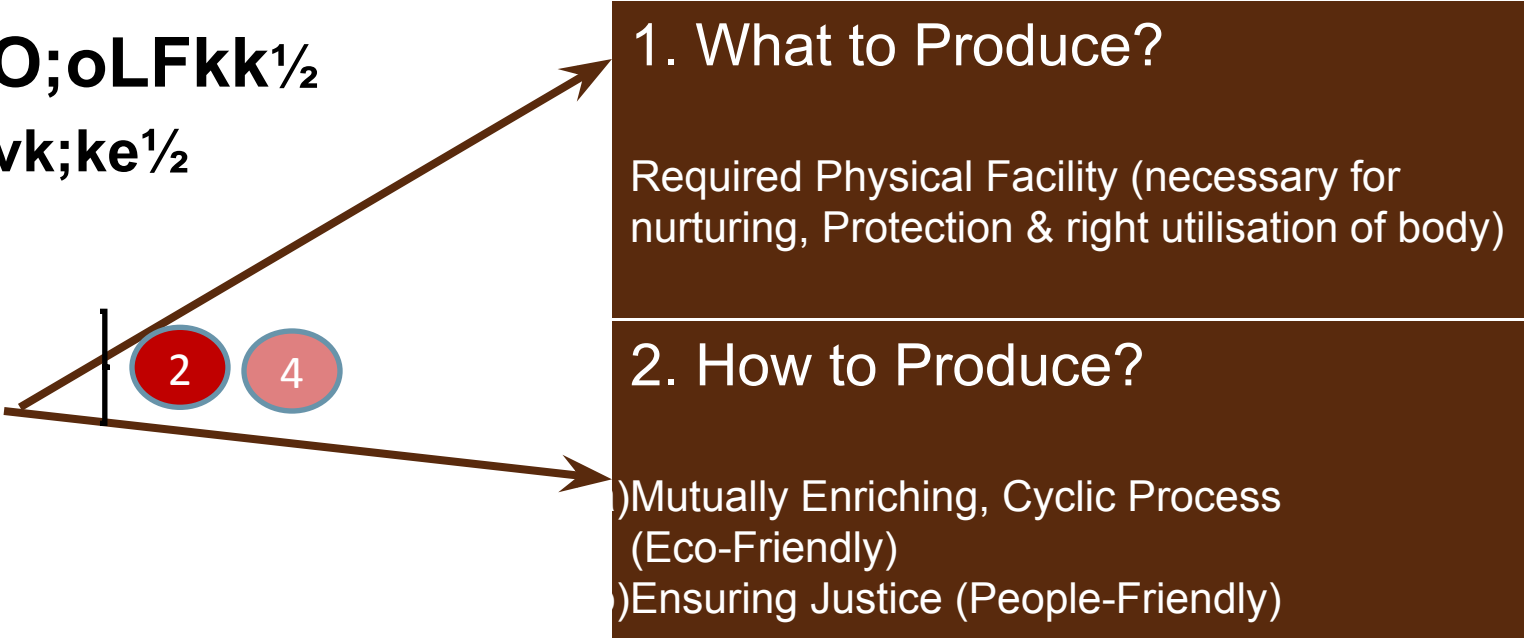 O;oLFkk½
vk;ke½
2
4
1. What to Produce?
Required Physical Facility (necessary for
nurturing, Protection & right utilisation of body)
2. How to Produce?
)Mutually Enriching, Cyclic Process
(Eco-Friendly)
)Ensuring Justice (People-Friendly)